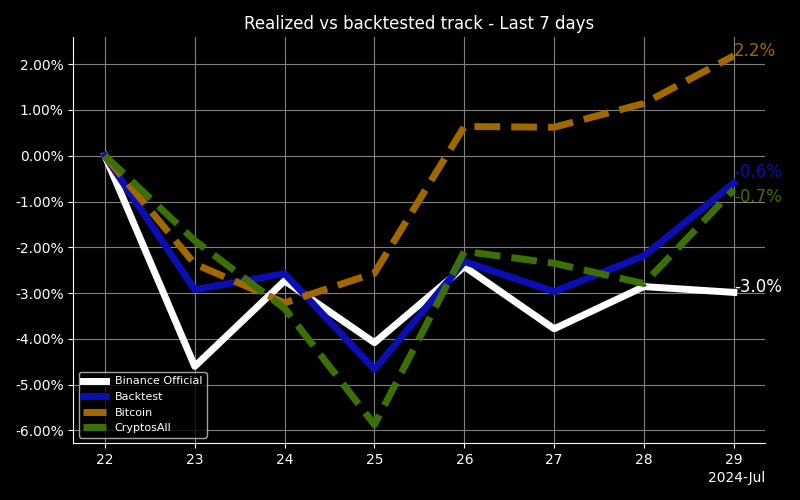 Realized vs backtested track - Last 7 days
2.00%
1.00%
0.00%
-1.00%
-2.00%
-3.00%
-4.00%
-5.00%
-6.00%
2.2%
-0.6%
-0.7%
-3.0%
Binance Official
Backtest
Bitcoin
CryptosAll
22 23 24 25 26 27 28 29
2024-Jul